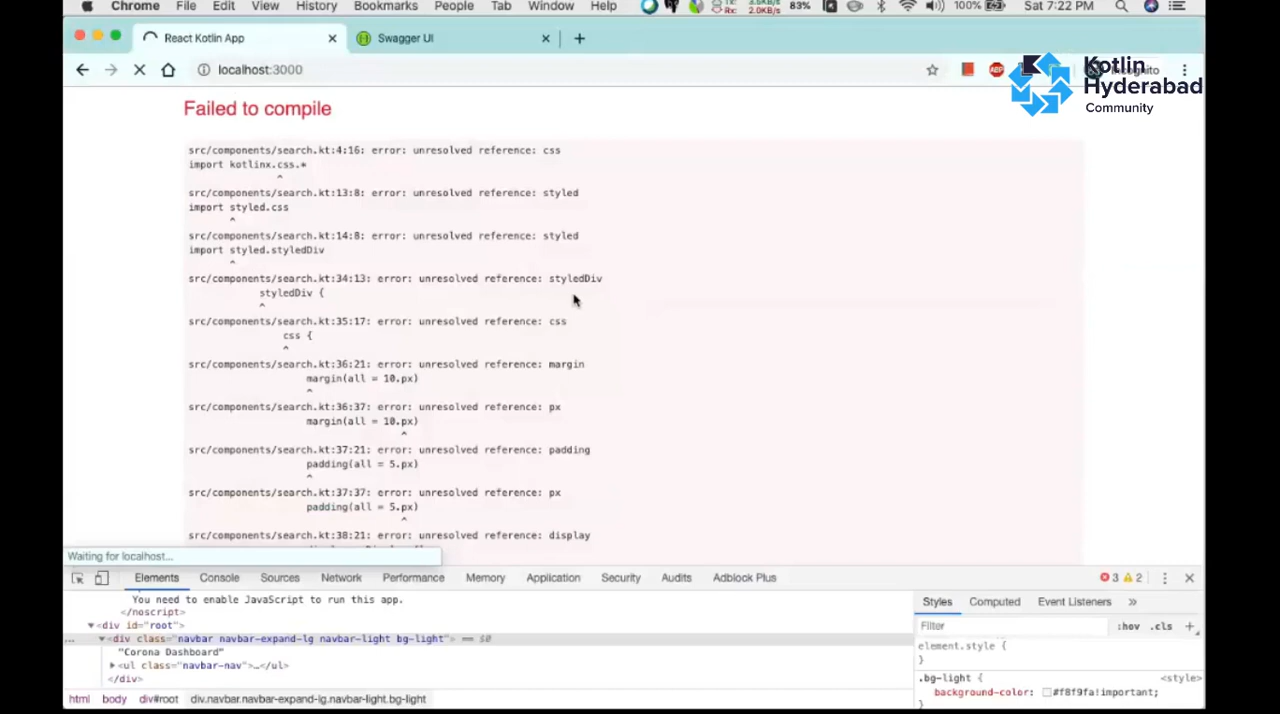 Chrome File Edit View History Bookmarks People Tab Window Help 83% 100% Sat 7:22 PM
Rx: 2.0KB/s
React Kotlin App Swagger UI
localhost:3000
Kotlin
Hyderabad
Community
Failed to compile
src/components/search.kt:4:16: error: unresolved reference: css
import kotlinx.css.*
^
src/components/search.kt:13:8: error: unresolved reference: styled
import styled.css
^
src/components/search.kt:14:8: error: unresolved reference: styled
import styled.styledDiv
^
src/components/search.kt:34:13: error: unresolved reference: styledDiv
styledDiv {
^
src/components/search.kt:35:17: error: unresolved reference: css
css {
^
src/components/search.kt:36:21: error: unresolved reference: margin
margin(all = 10.px)
^
src/components/search.kt:36:37: error: unresolved reference: px
margin(all = 10.px)
^
src/components/search.kt:37:21: error: unresolved reference: padding
padding(all = 5.px)
^
src/components/search.kt:37:37: error: unresolved reference: px
padding(all = 5.px)
^
src/components/search.kt:38:21: error: unresolved reference: display
Waiting for localhost...
Elements Console Sources Network Performance Memory Application Security Audits Adblock Plus 3 2
You need to enable JavaScript to run this app.
</noscript>
▼<div id="root">
... ▼<div class="navbar navbar-expand-lg navbar-light bg-light"> == $0
"Corona Dashboard"
▶<ul class="navbar-nav">…</ul>
</div>
html body div#root div.navbar.navbar-expand-lg.navbar-light.bg-light
Styles Computed Event Listeners »
Filter :hov .cls +
element.style {
}
.bg-light { <style>
background-color: #f8f9fa!important;
}